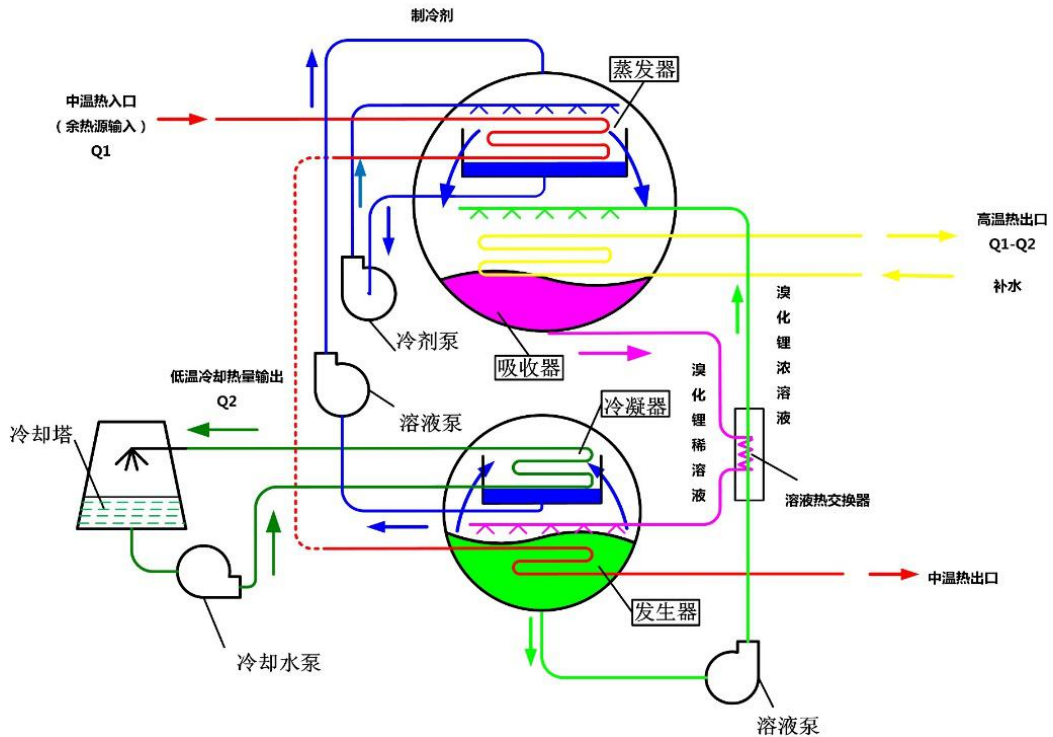 制冷剂
蒸发器
中温热入口
（余热源输入）
Q1
高温热出口
Q1-Q2
补水
冷剂泵
吸收器
溴化锂浓溶液
溴化锂稀溶液
低温冷却热量输出
Q2
溶液泵
冷凝器
冷却塔
溶液热交换器
中温热出口
发生器
冷却水泵
溶液泵